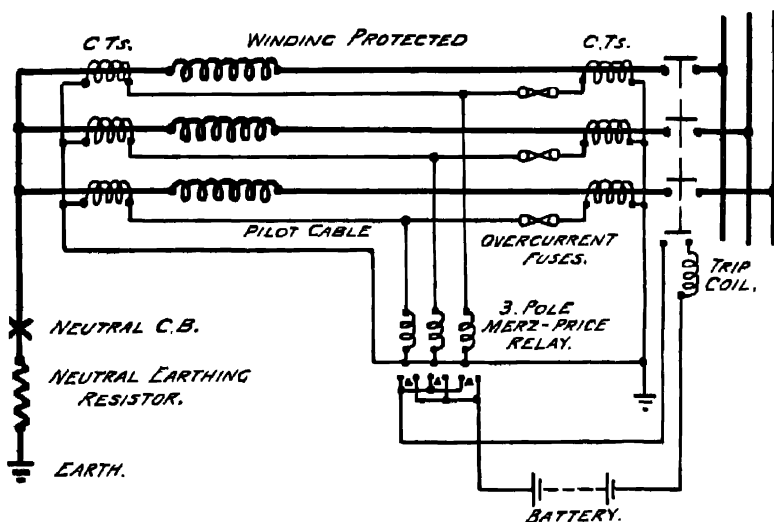 C.Ts.
WINDING PROTECTED
C.Ts.
PILOT CABLE
OVERCURRENT
FUSES.
TRIP
COIL.
3. POLE
MERZ-PRICE
RELAY.
NEUTRAL C.B.
NEUTRAL EARTHING
RESISTOR.
EARTH.
BATTERY.